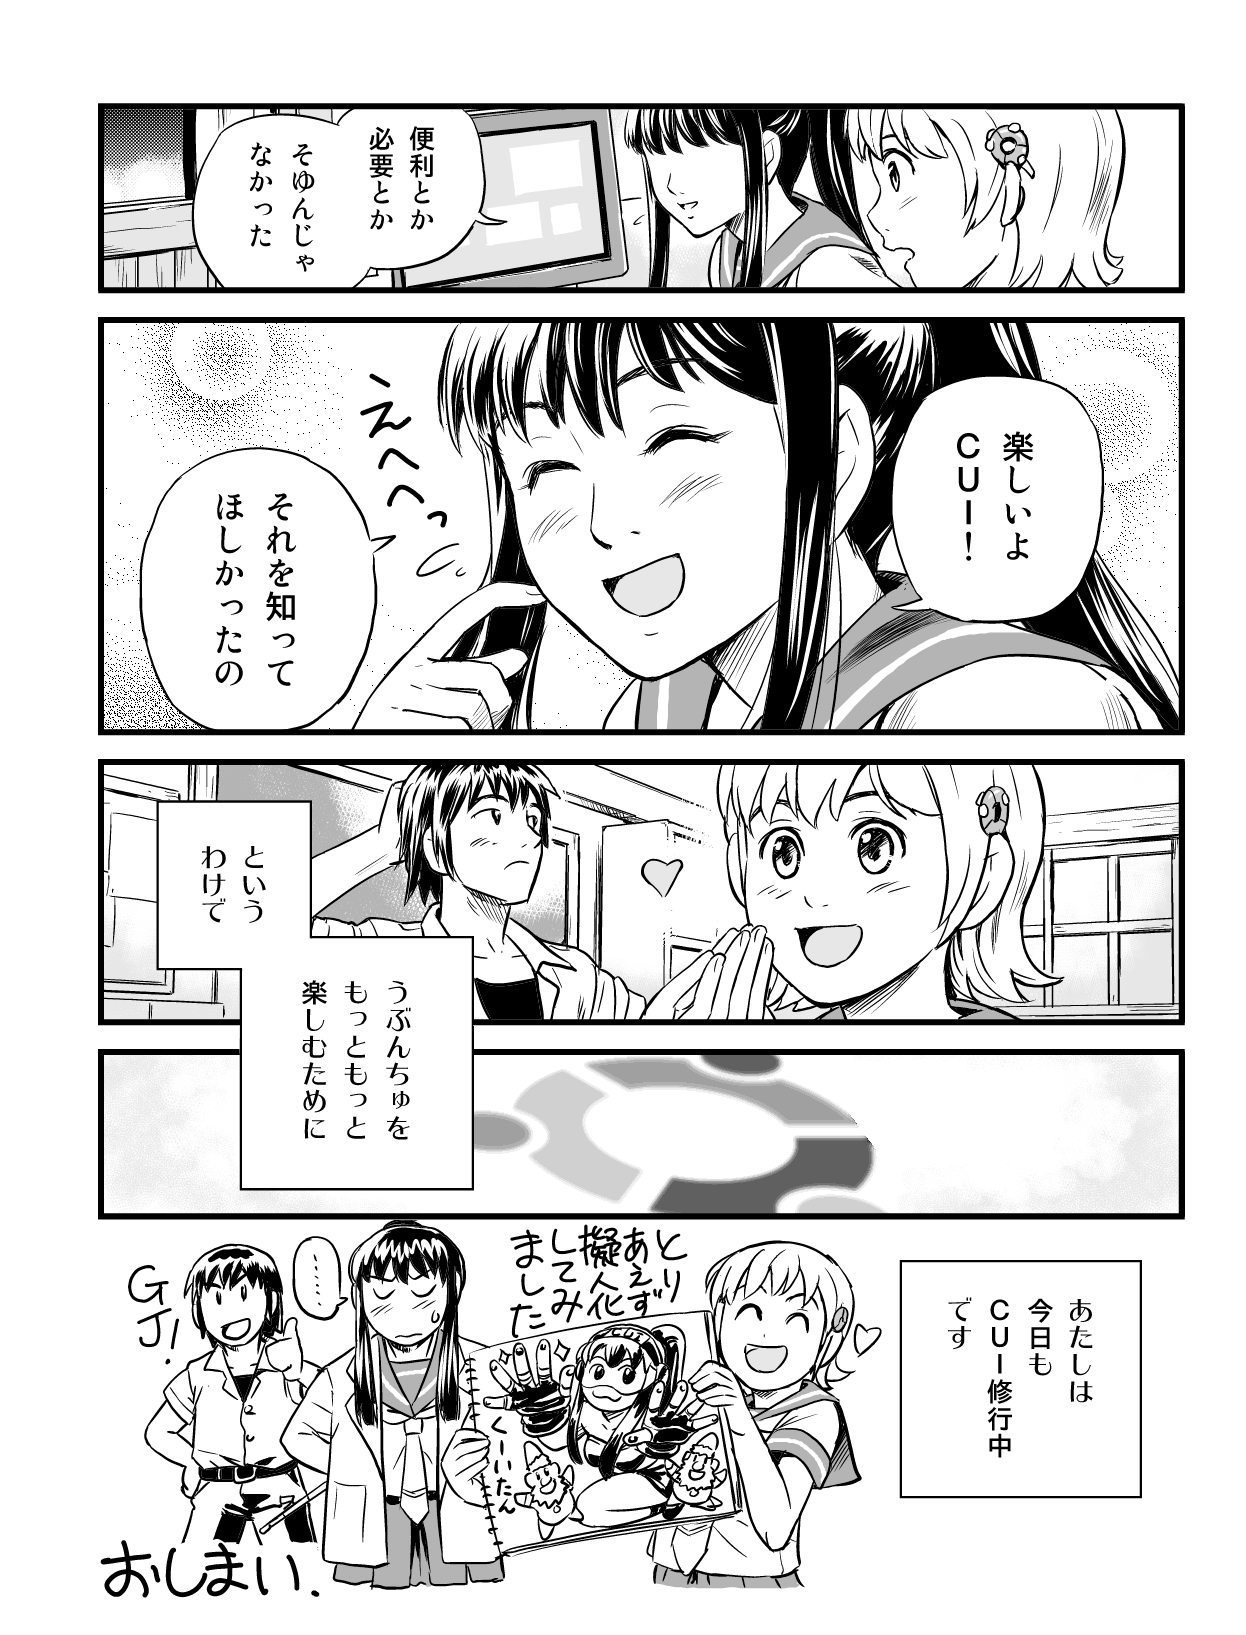 便利とか
必要とか
そゆんじゃ
なかった
楽しいよ
CUI!
えへへっ
それを知って
ほしかったの
という
わけで
うぶんちゅを
もっともっと
楽しむために
あたしは
今日も
CUI修行中
です
とり
あえず
擬人化
してみ
ました
CUI
くーいたん
……
GJ!
おしまい.